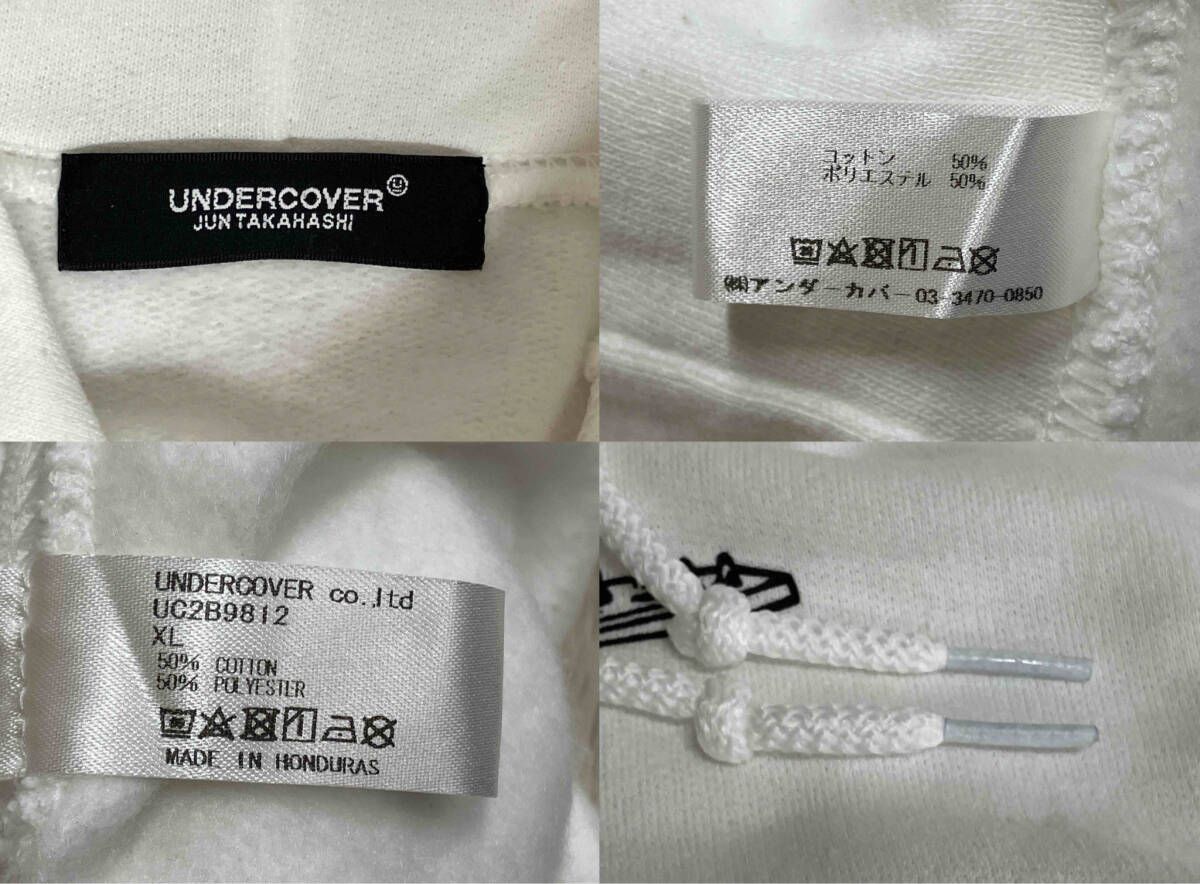 UNDERCOVER
JUN TAKAHASHI
コットン 50%
ポリエステル 50%
㈱アンダーカバー 03-3470-0850
UNDERCOVER co.,ltd
UC2B9812
XL
50% COTTON
50% POLYESTER
MADE IN HONDURAS